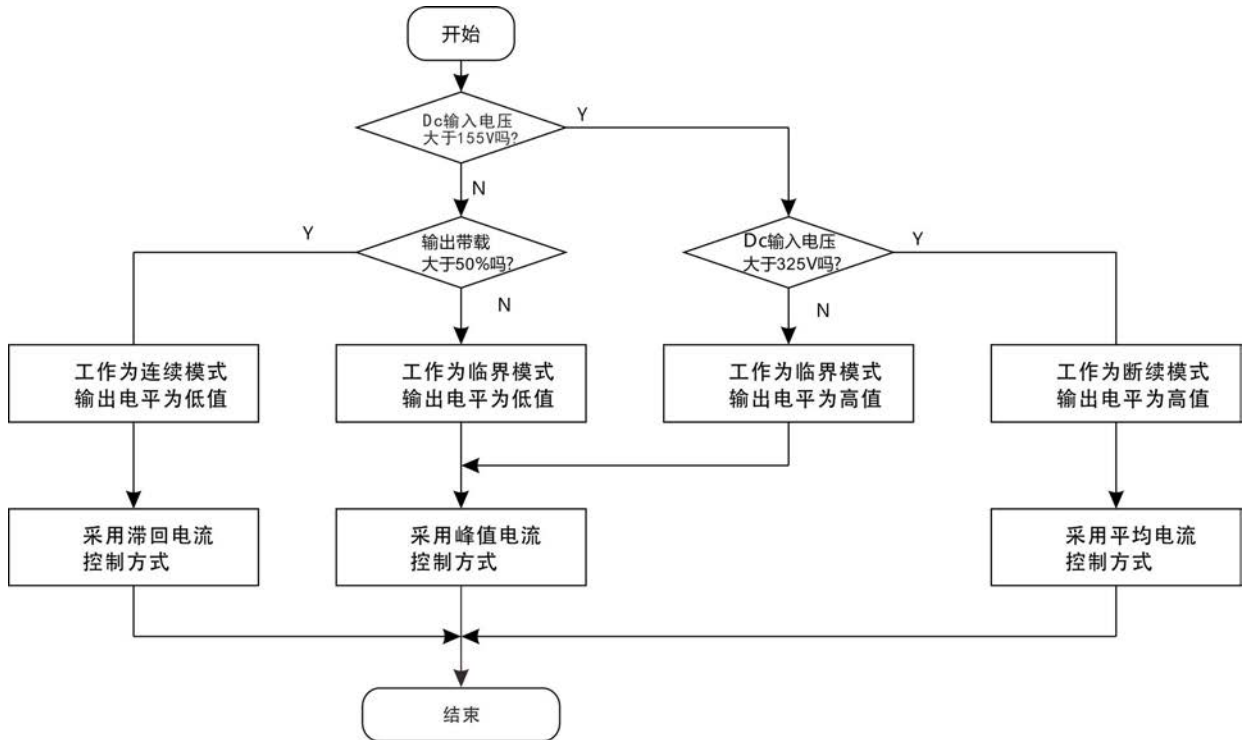 开始
Dc输入电压
大于155V吗?
Y
N
输出带载
大于50%吗?
Y
N
Dc输入电压
大于325V吗?
Y
N
工作为连续模式
输出电平为低值
工作为临界模式
输出电平为低值
工作为临界模式
输出电平为高值
工作为断续模式
输出电平为高值
采用滞回电流
控制方式
采用峰值电流
控制方式
采用平均电流
控制方式
结束